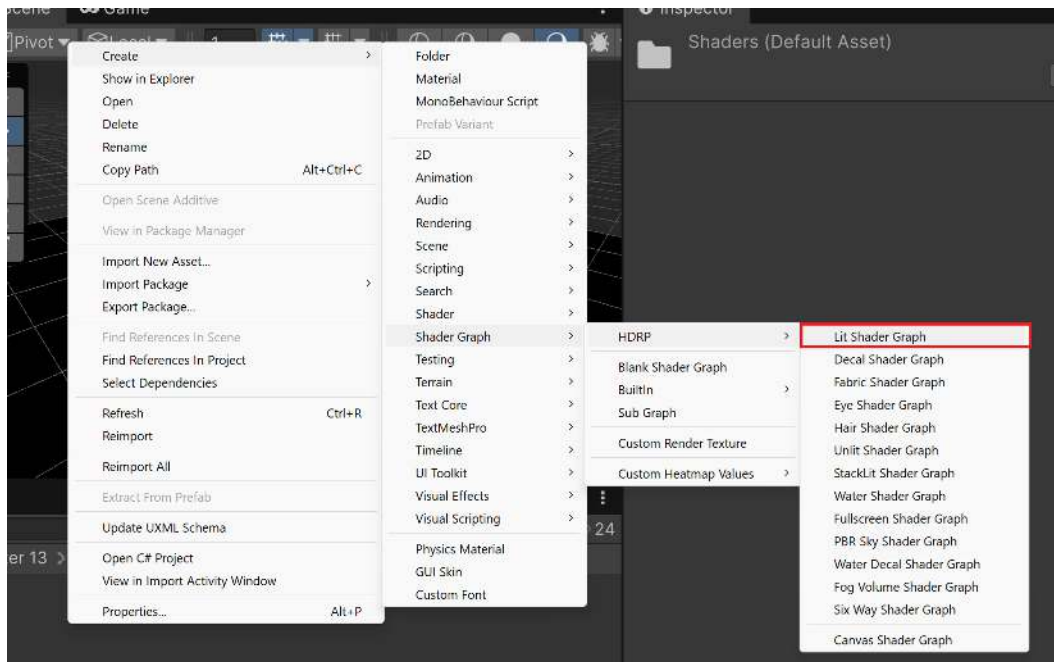 Scene Game
Inspector
Pivot Local 1
Shaders (Default Asset)
Create
Show in Explorer
Open
Delete
Rename
Copy Path Alt+Ctrl+C
Open Scene Additive
View in Package Manager
Import New Asset...
Import Package
Export Package...
Find References In Scene
Find References In Project
Select Dependencies
Refresh Ctrl+R
Reimport
Reimport All
Extract From Prefab
Update UXML Schema
Open C# Project
View in Import Activity Window
Properties... Alt+P
Folder
Material
MonoBehaviour Script
Prefab Variant
2D
Animation
Audio
Rendering
Scene
Scripting
Search
Shader
Shader Graph
Testing
Terrain
Text Core
TextMeshPro
Timeline
UI Toolkit
Visual Effects
Visual Scripting
Physics Material
GUI Skin
Custom Font
HDRP
Blank Shader Graph
BuiltIn
Sub Graph
Custom Render Texture
Custom Heatmap Values
Lit Shader Graph
Decal Shader Graph
Fabric Shader Graph
Eye Shader Graph
Hair Shader Graph
Unlit Shader Graph
StackLit Shader Graph
Water Shader Graph
Fullscreen Shader Graph
PBR Sky Shader Graph
Water Decal Shader Graph
Fog Volume Shader Graph
Six Way Shader Graph
Canvas Shader Graph
24
er 13